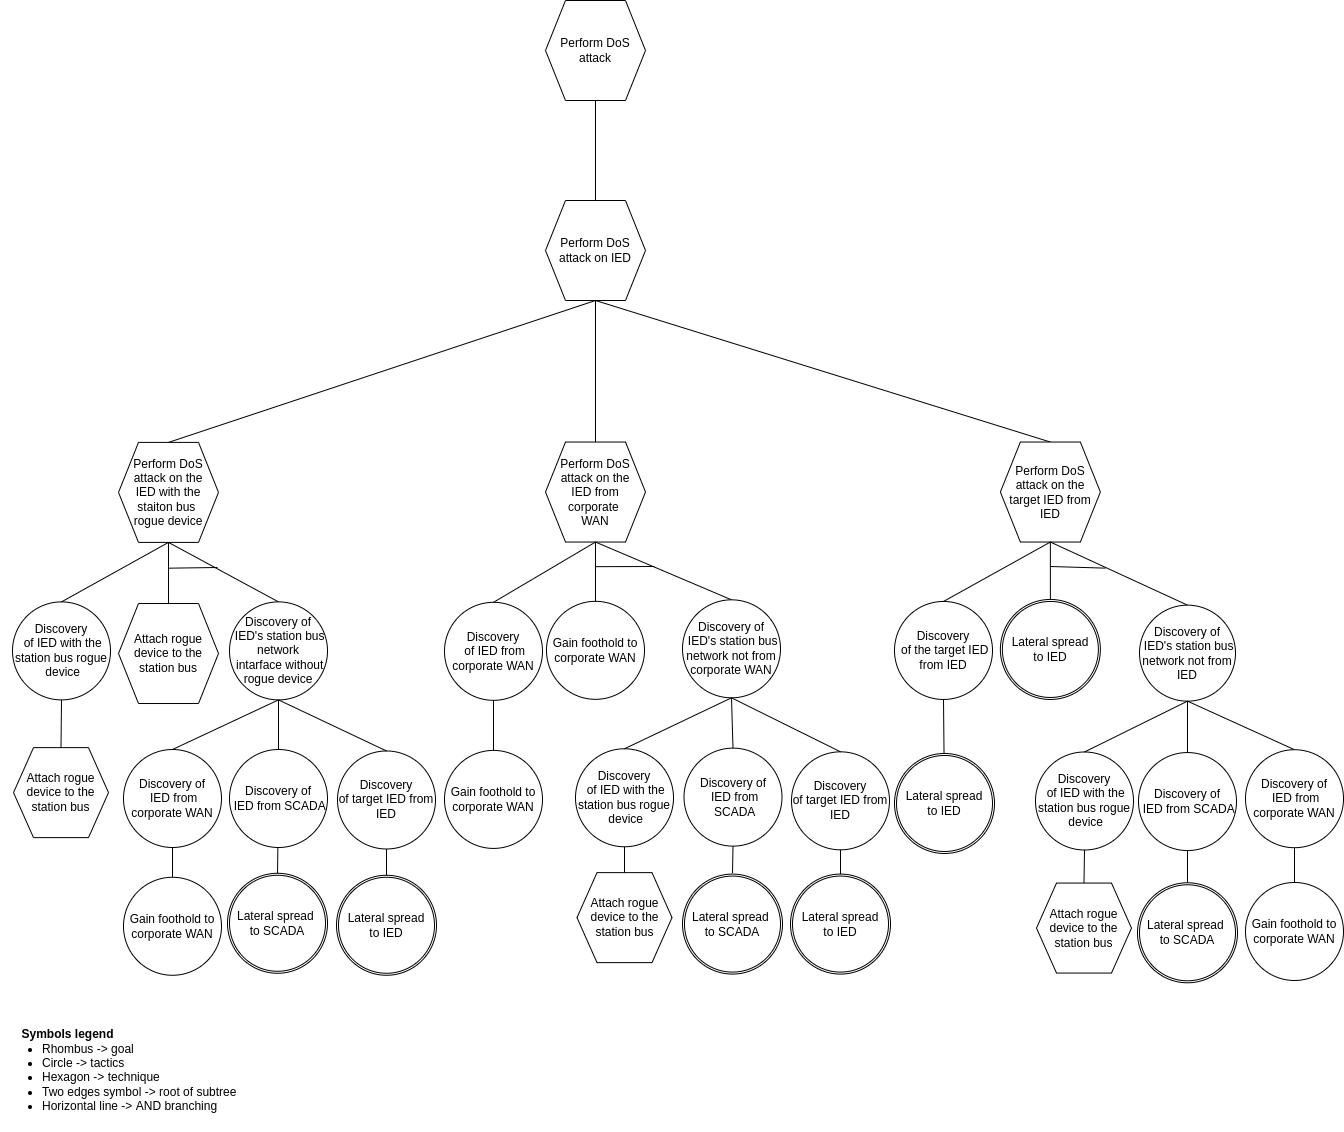 Perform DoS
attack
Perform DoS
attack on IED
Perform DoS
attack on the
IED with the
staiton bus
rogue device
Perform DoS
attack on the
IED from
corporate
WAN
Perform DoS
attack on the
target IED from
IED
Discovery
of IED with the
station bus rogue
device
Attach rogue
device to the
station bus
Discovery of
IED's station bus
network
intarface without
rogue device
Discovery
of IED from
corporate WAN
Gain foothold to
corporate WAN
Discovery of
IED's station bus
network not from
corporate WAN
Discovery
of the target IED
from IED
Lateral spread
to IED
Discovery of
IED's station bus
network not from
IED
Attach rogue
device to the
station bus
Discovery of
IED from
corporate WAN
Discovery of
IED from SCADA
Discovery
of target IED from
IED
Gain foothold to
corporate WAN
Discovery
of IED with the
station bus rogue
device
Discovery of
IED from
SCADA
Discovery
of target IED from
IED
Lateral spread
to IED
Discovery
of IED with the
station bus rogue
device
Discovery of
IED from SCADA
Discovery of
IED from
corporate WAN
Gain foothold to
corporate WAN
Lateral spread
to SCADA
Lateral spread
to IED
Attach rogue
device to the
station bus
Lateral spread
to SCADA
Lateral spread
to IED
Attach rogue
device to the
station bus
Lateral spread
to SCADA
Gain foothold to
corporate WAN
Symbols legend
• Rhombus -> goal
• Circle -> tactics
• Hexagon -> technique
• Two edges symbol -> root of subtree
• Horizontal line -> AND branching